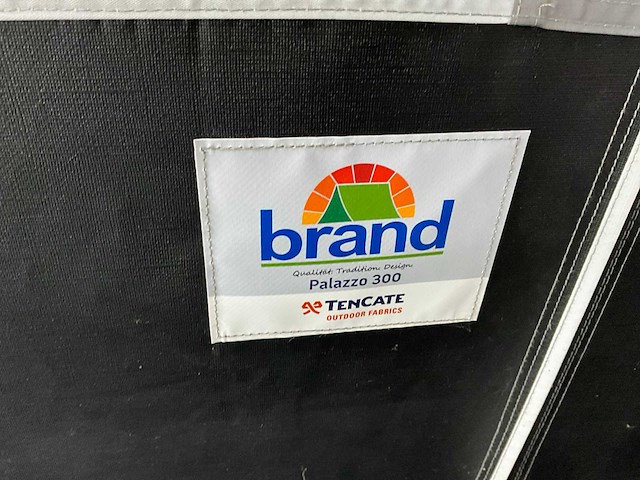 brand
Qualität. Tradition. Design.
Palazzo 300
TENCATE
OUTDOOR FABRICS